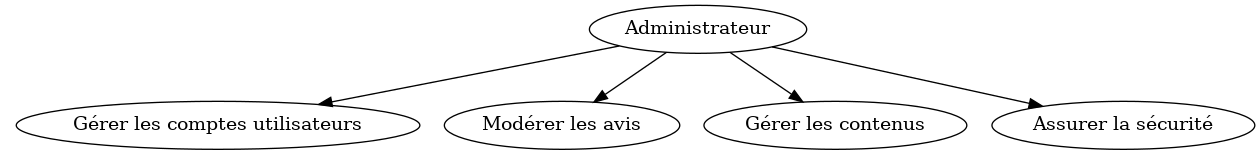 Administrateur
Gérer les comptes utilisateurs
Modérer les avis
Gérer les contenus
Assurer la sécurité